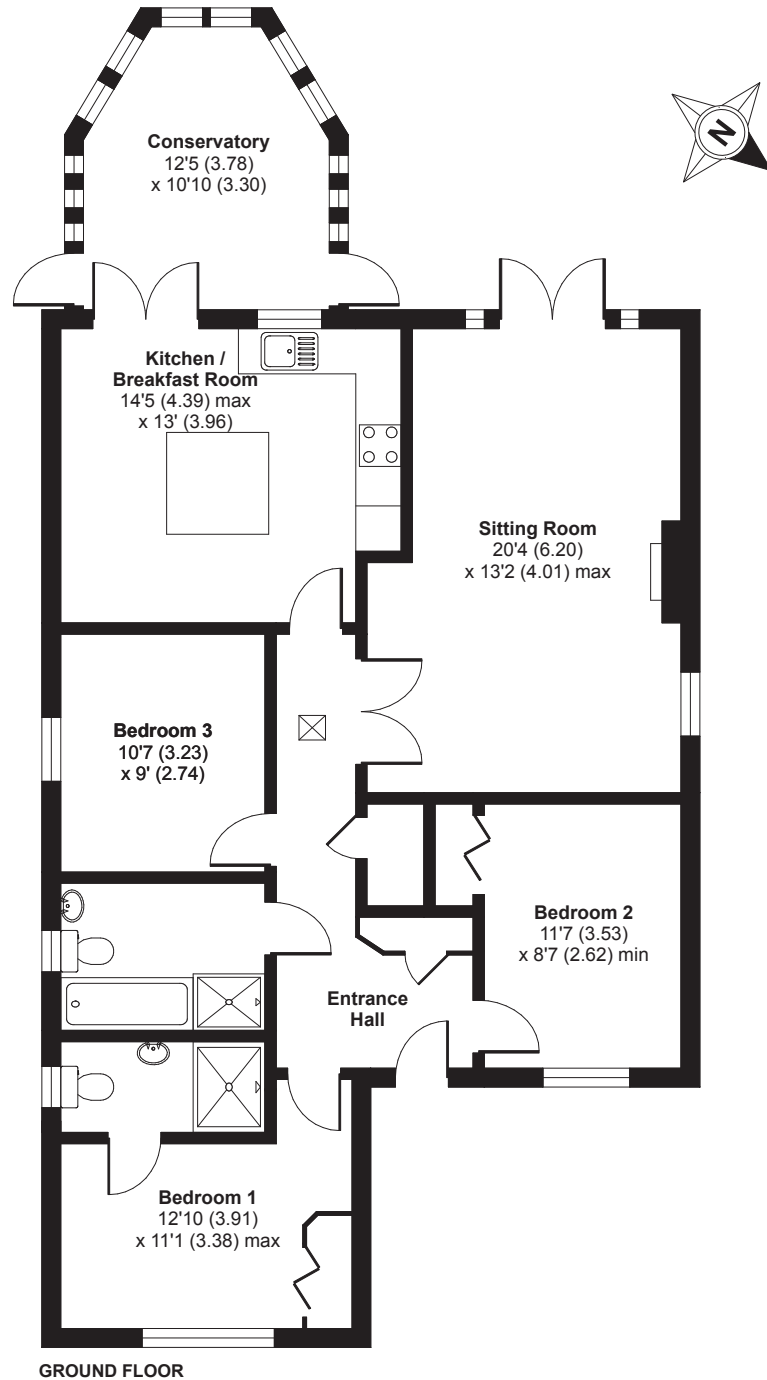 Conservatory
12'5 (3.78)
x 10'10 (3.30)
N
Kitchen /
Breakfast Room
14'5 (4.39) max
x 13' (3.96)
Sitting Room
20'4 (6.20)
x 13'2 (4.01) max
Bedroom 3
10'7 (3.23)
x 9' (2.74)
Bedroom 2
11'7 (3.53)
x 8'7 (2.62) min
Entrance
Hall
Bedroom 1
12'10 (3.91)
x 11'1 (3.38) max
GROUND FLOOR